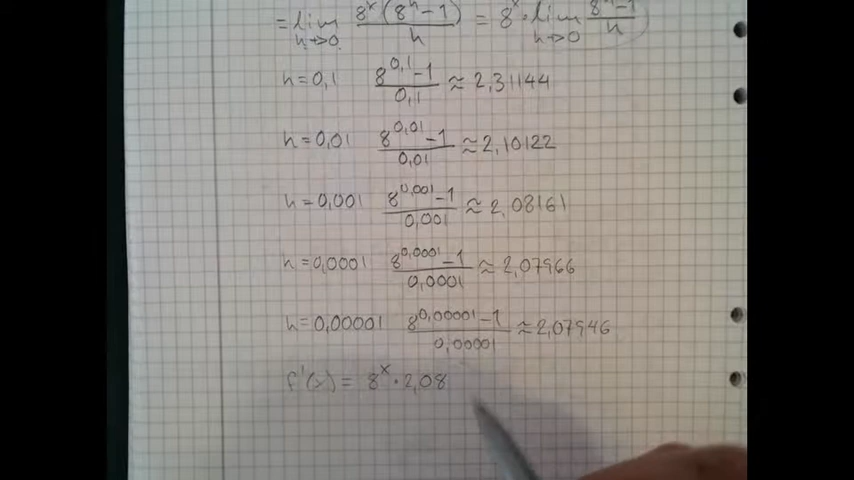 = lim h→0 8^x(8^h-1)/h = 8^x · lim h→0 8^h-1/h
h=0,1 8^0,1-1/0,1 ≈ 2,31144
h=0,01 8^0,01-1/0,01 ≈ 2,10122
h=0,001 8^0,001-1/0,001 ≈ 2,08161
h=0,0001 8^0,0001-1/0,0001 ≈ 2,07966
h=0,00001 8^0,00001-1/0,00001 ≈ 2,07946
f'(x) = 8^x · 2,08